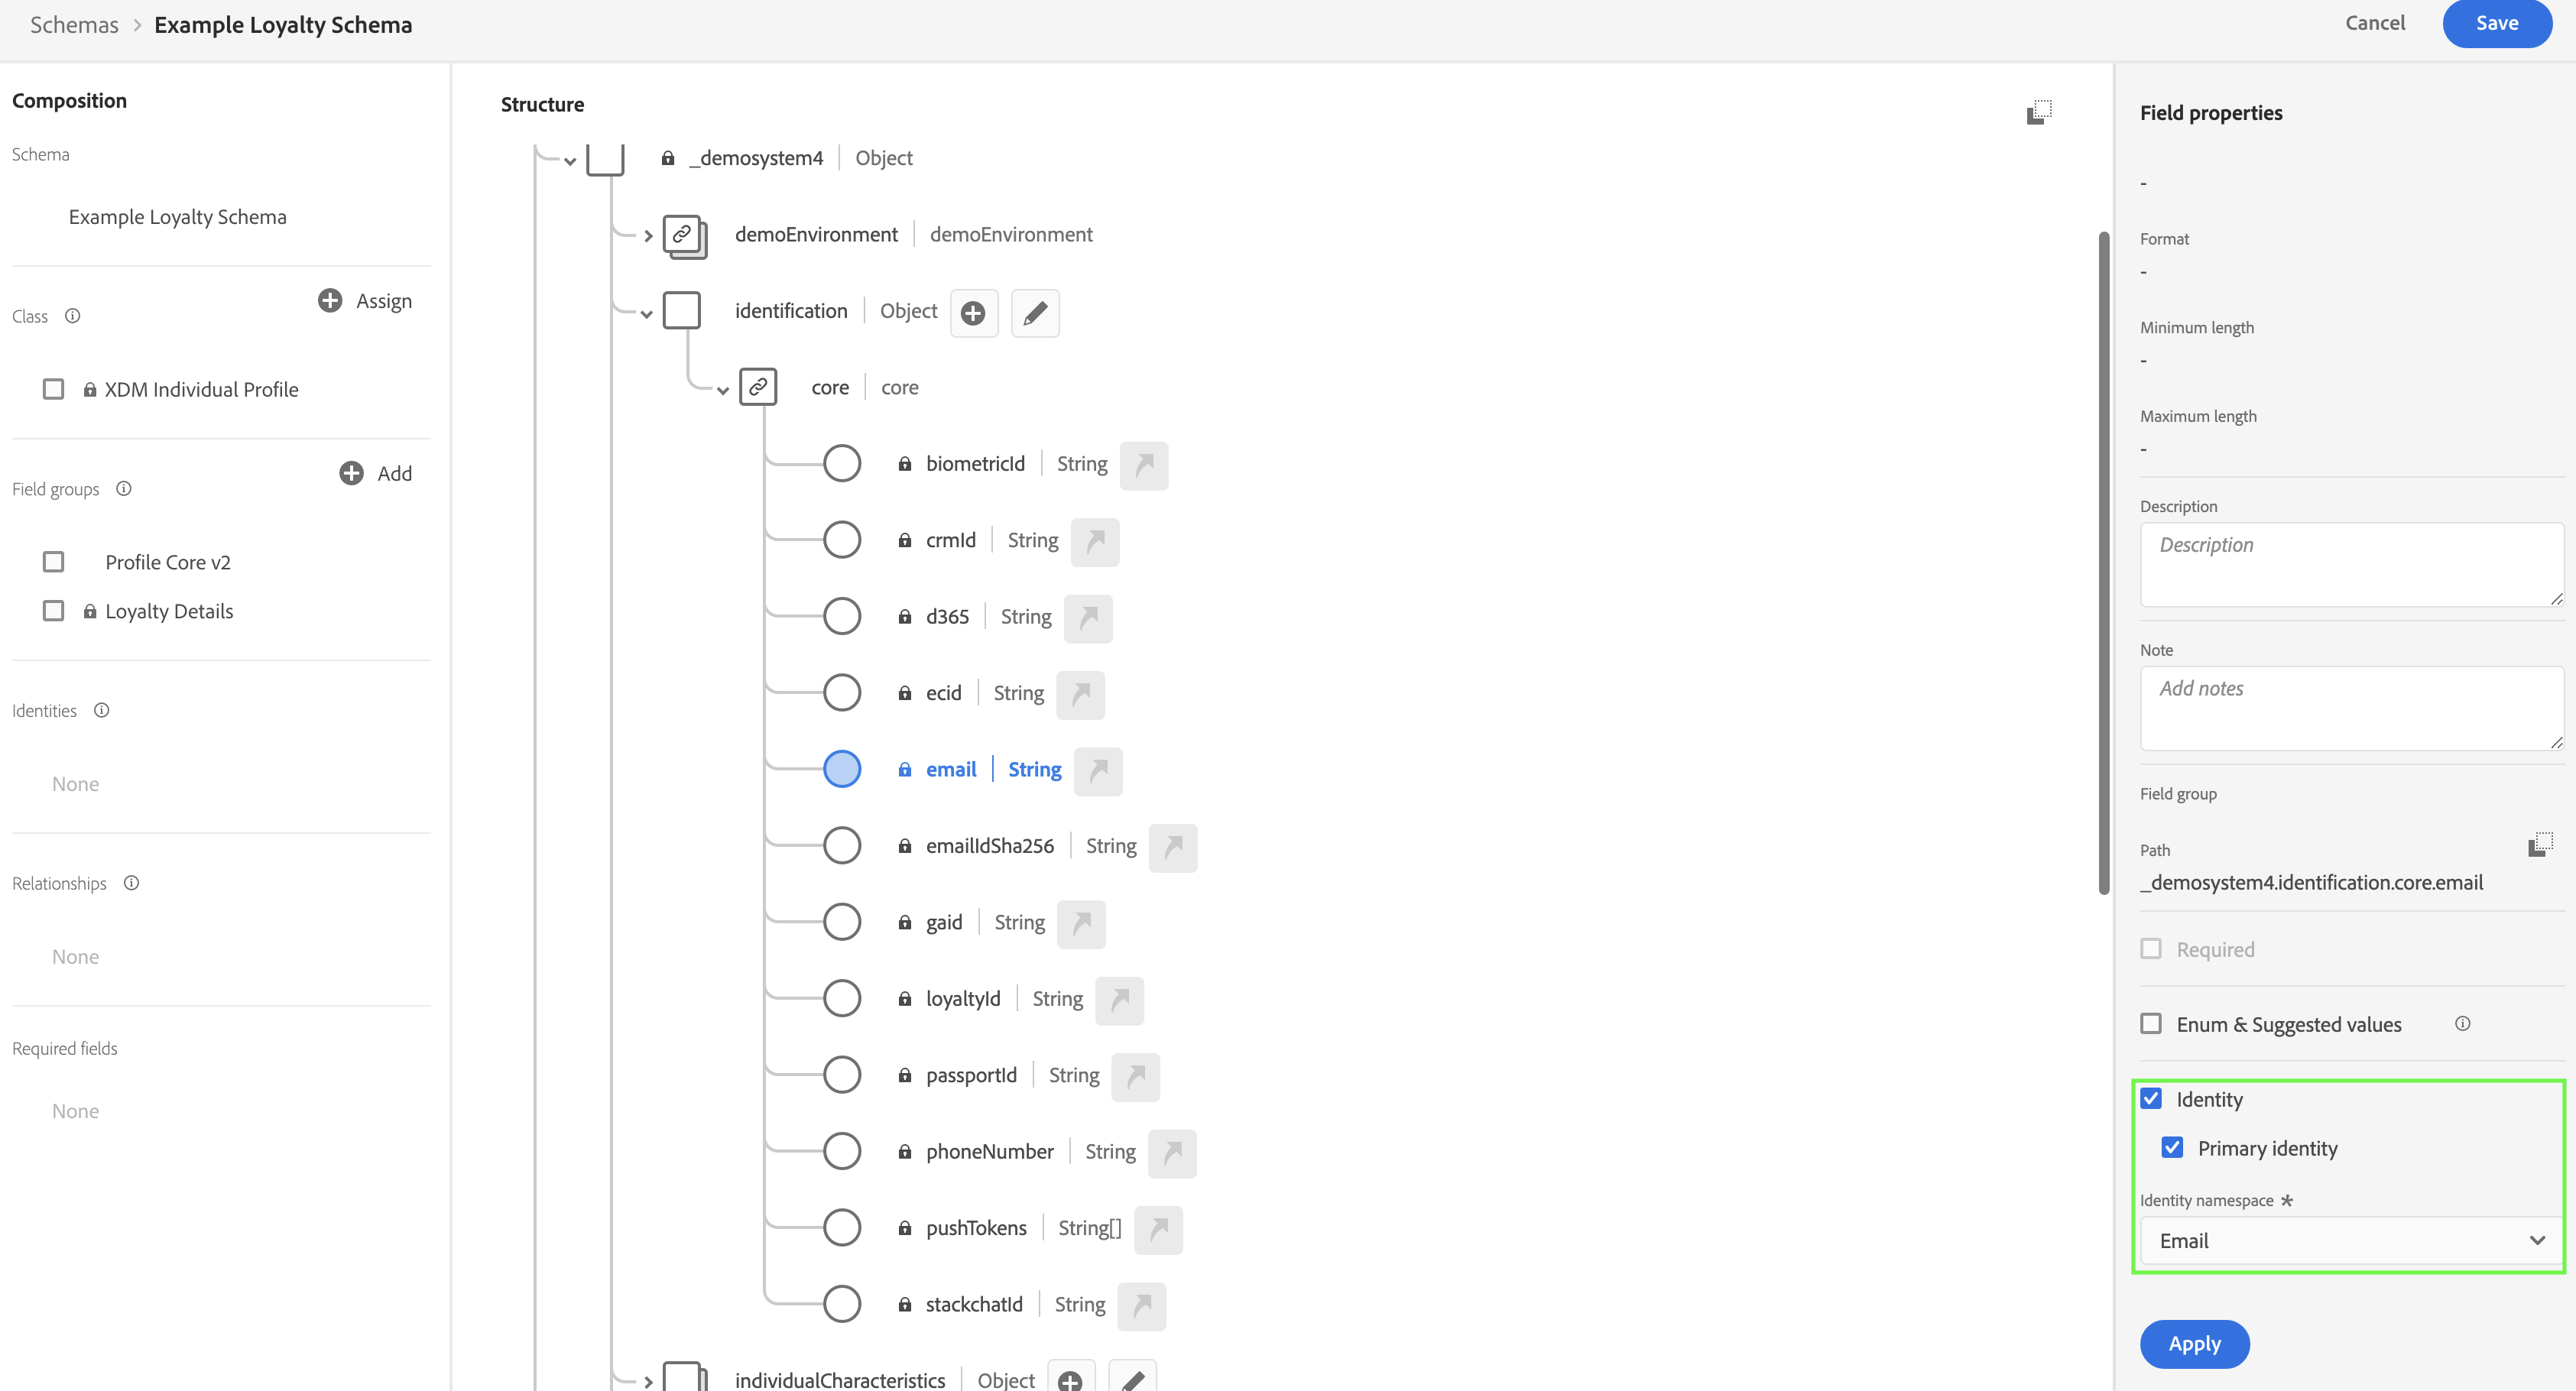 Schemas > Example Loyalty Schema
Cancel
Save
Composition
Schema
Example Loyalty Schema
Class
Assign
XDM Individual Profile
Field groups
Add
Profile Core v2
Loyalty Details
Identities
None
Relationships
None
Required fields
None
Structure
_demosystem4 | Object
demoEnvironment | demoEnvironment
identification | Object
core | core
biometricId | String
crmId | String
d365 | String
ecid | String
email | String
emailIdSha256 | String
gaid | String
loyaltyId | String
passportId | String
phoneNumber | String
pushTokens | String[]
stackchatId | String
individualCharacteristics | Object
Field properties
-
Format
-
Minimum length
-
Maximum length
-
Description
Description
Note
Add notes
Field group
Path
_demosystem4.identification.core.email
Required
Enum & Suggested values
Identity
Primary identity
Identity namespace *
Email
Apply